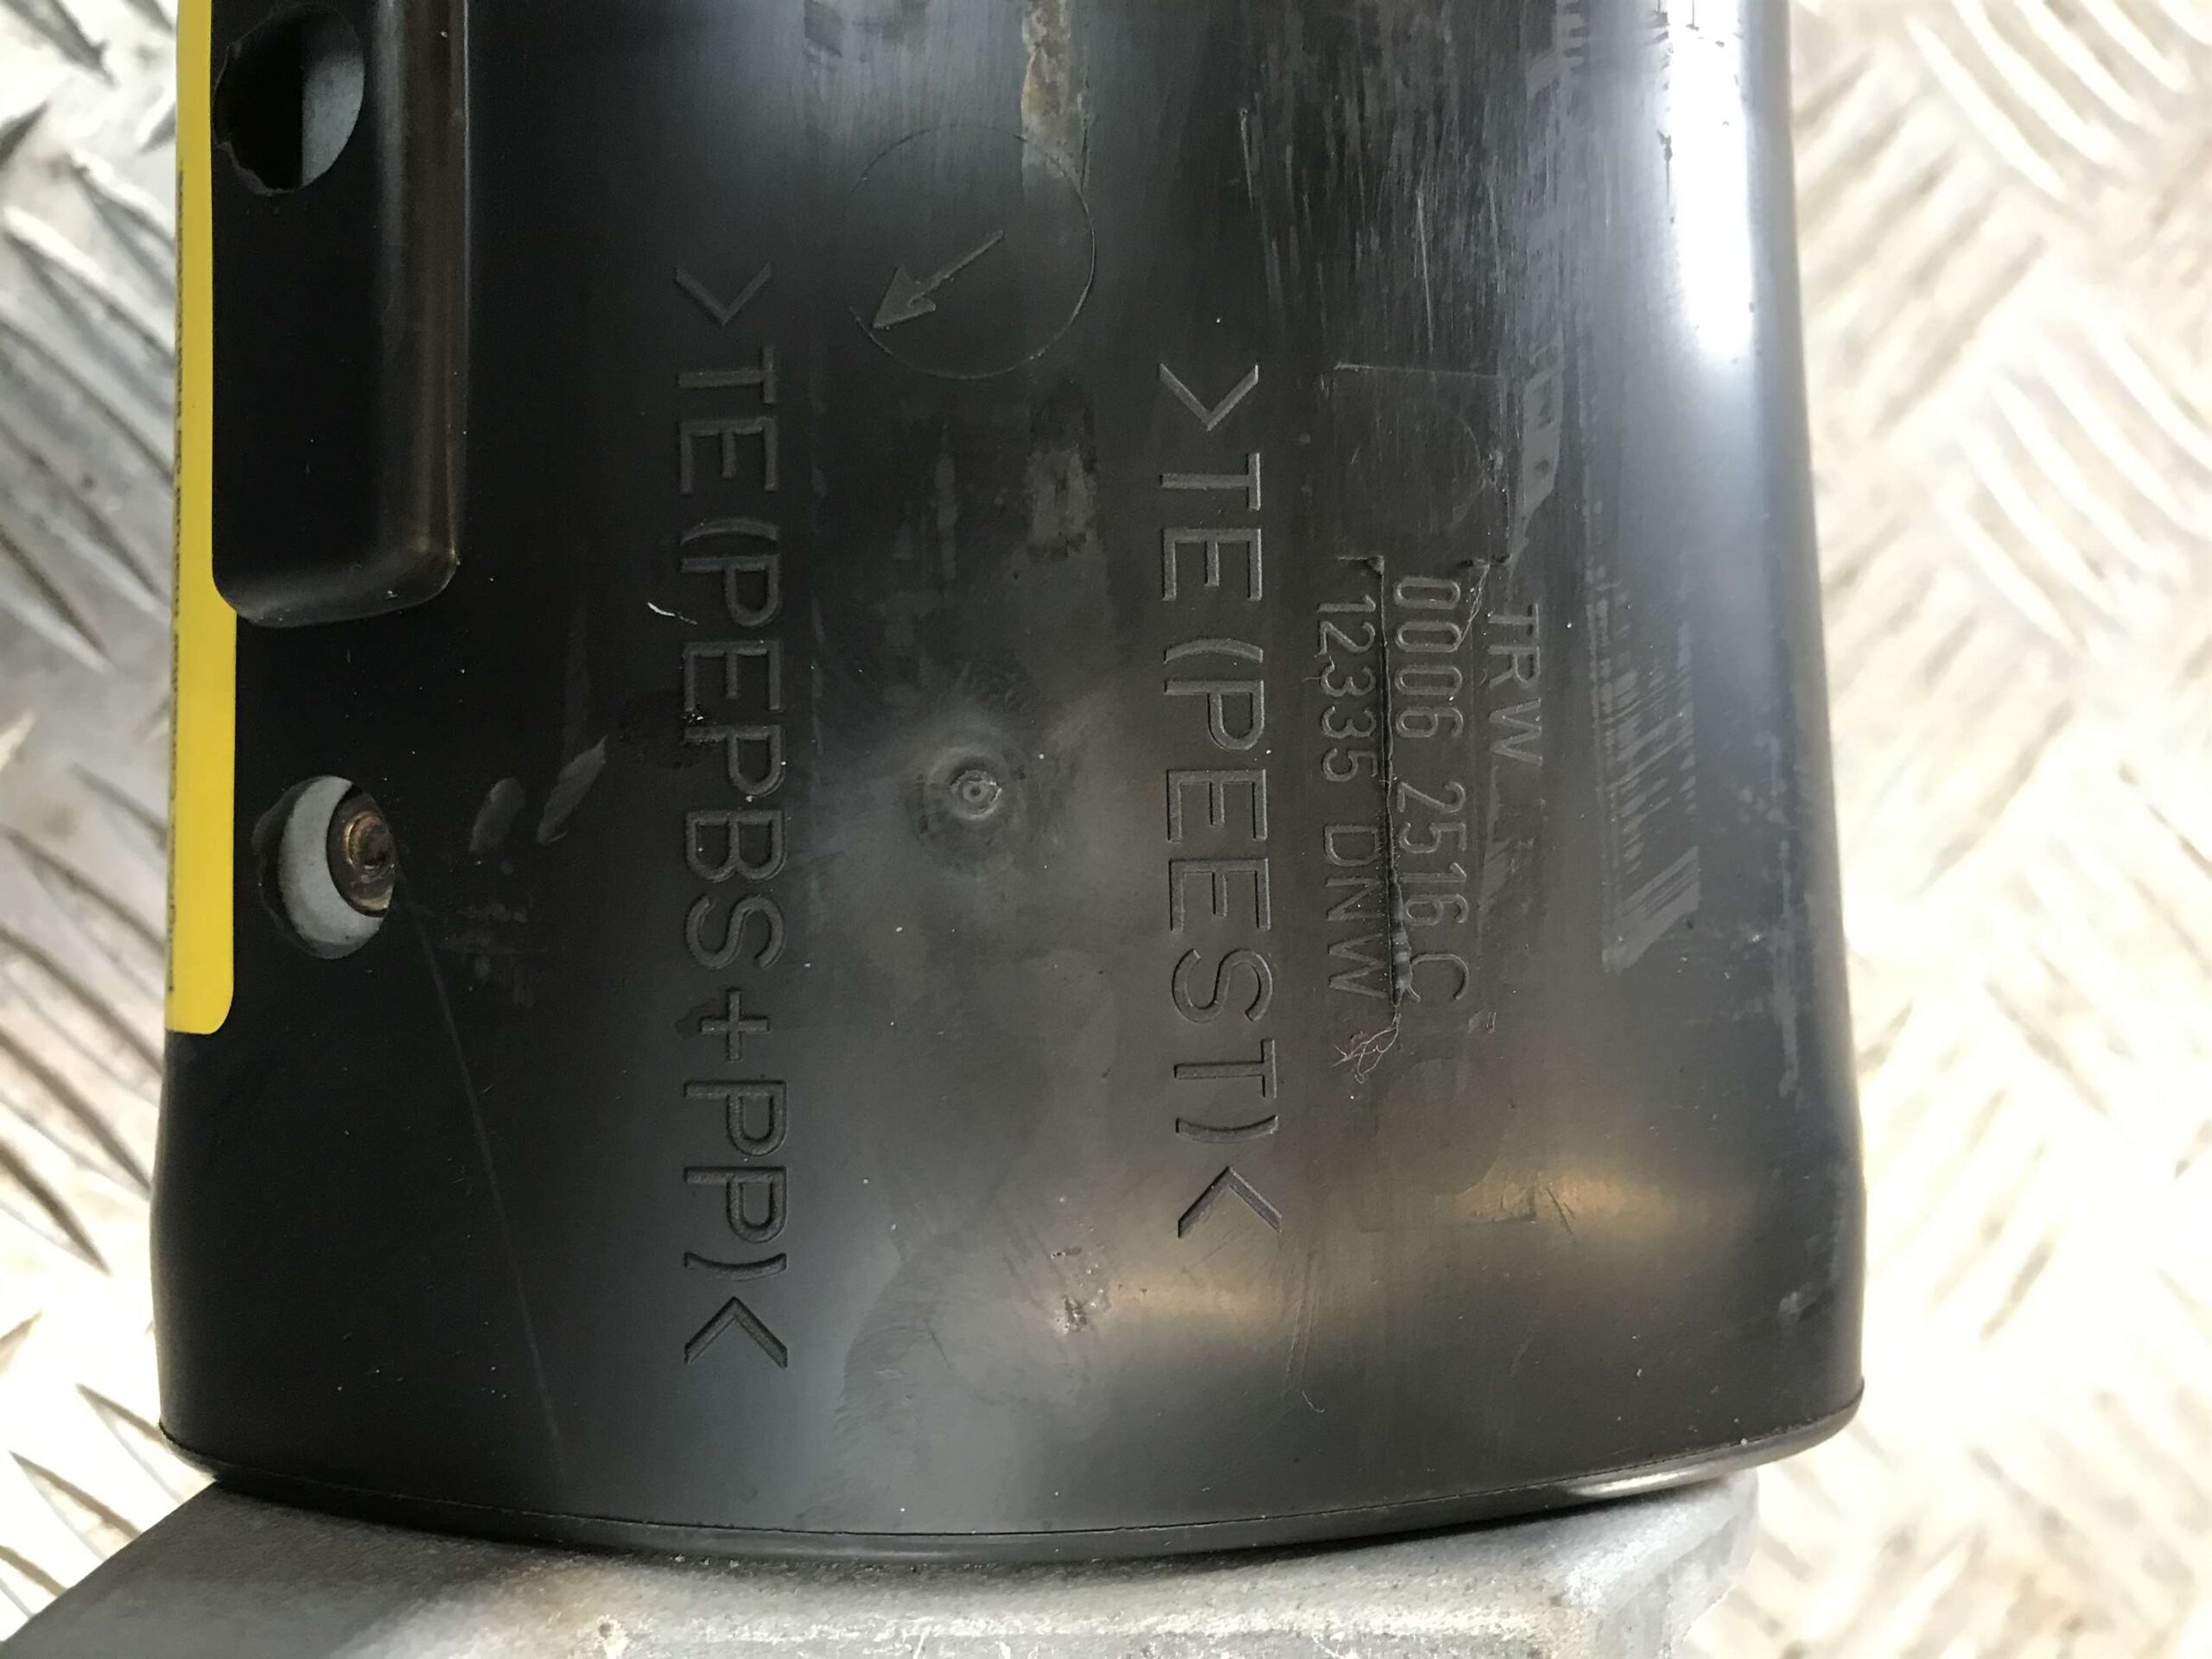 TRW
0006 2516 C
12335 DNW
>TE(PEEST)<
>TE(PEPBS+PP)<